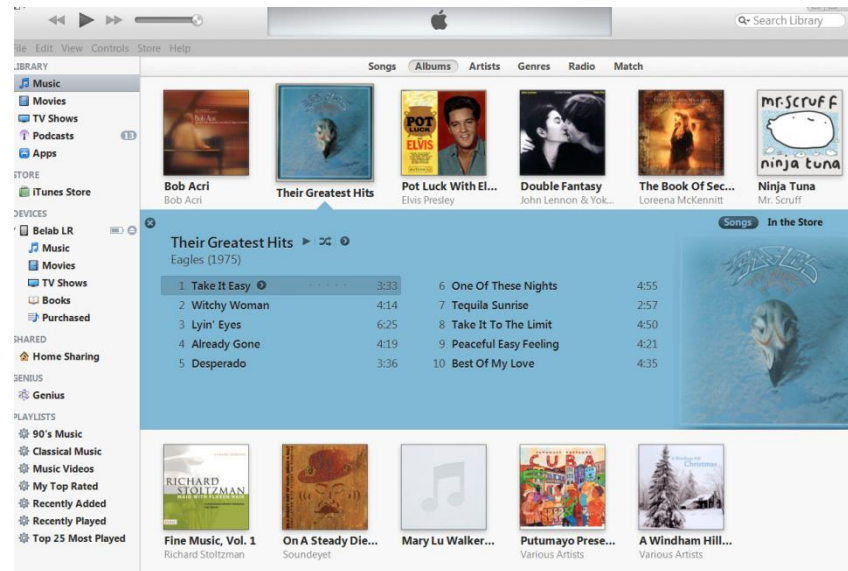 Search Library
File Edit View Controls Store Help
LIBRARY
Music
Movies
TV Shows
Podcasts 13
Apps
STORE
iTunes Store
DEVICES
Belab LR
Music
Movies
TV Shows
Books
Purchased
SHARED
Home Sharing
GENIUS
Genius
PLAYLISTS
90's Music
Classical Music
Music Videos
My Top Rated
Recently Added
Recently Played
Top 25 Most Played
Songs Albums Artists Genres Radio Match
Bob Acri
POT
LUCK
ELVIS
mr.scruff
ninja tuna
Bob Acri
Bob Acri
Their Greatest Hits
Pot Luck With El...
Elvis Presley
Double Fantasy
John Lennon & Yok...
The Book Of Sec...
Loreena McKennitt
Ninja Tuna
Mr. Scruff
Songs In the Store
Their Greatest Hits
Eagles (1975)
1 Take It Easy 3:33
2 Witchy Woman 4:14
3 Lyin' Eyes 6:25
4 Already Gone 4:19
5 Desperado 3:36
6 One Of These Nights 4:55
7 Tequila Sunrise 2:57
8 Take It To The Limit 4:50
9 Peaceful Easy Feeling 4:21
10 Best Of My Love 4:35
RICHARD
STOLTZMAN
MAID WITH FLAXEN HAIR
CUBA
A Windham Hill
Christmas
Fine Music, Vol. 1
Richard Stoltzman
On A Steady Die...
Soundeyet
Mary Lu Walker...
Putumayo Prese...
Various Artists
A Windham Hill...
Various Artists